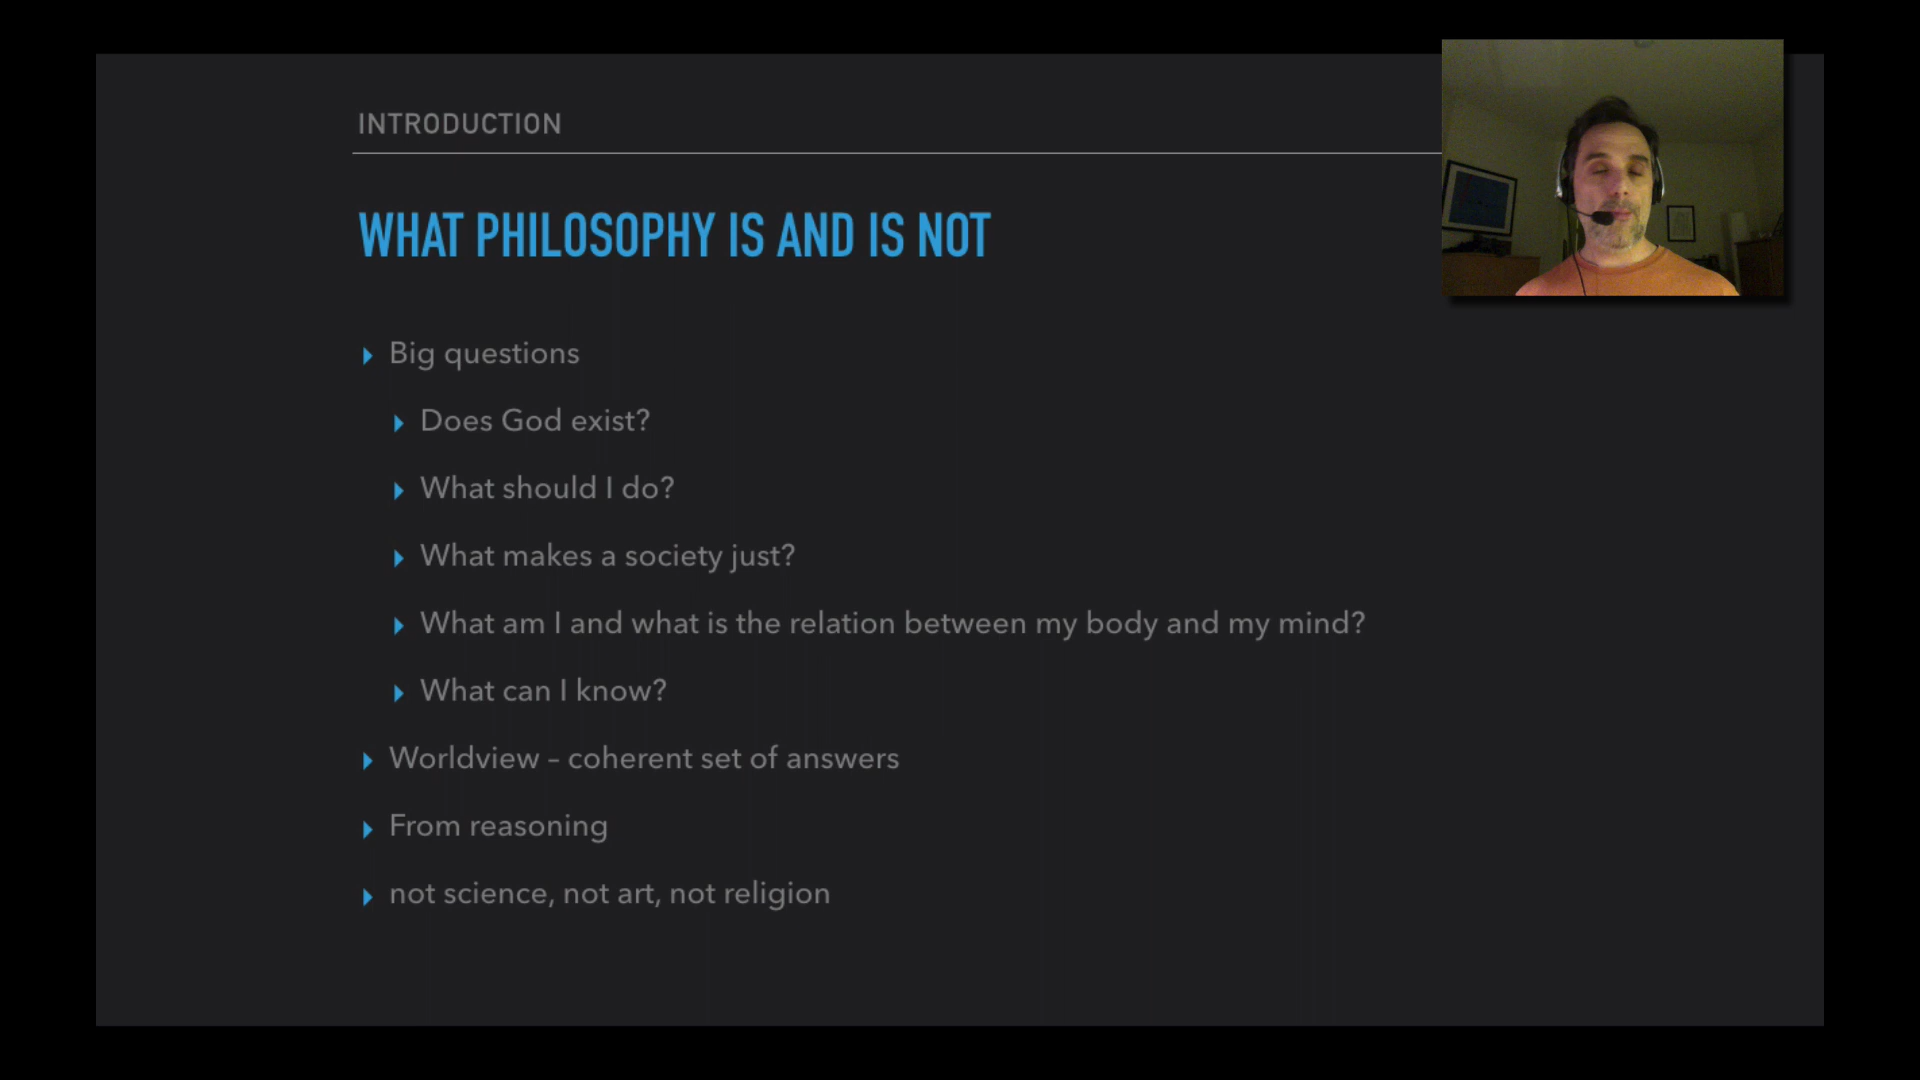 INTRODUCTION
WHAT PHILOSOPHY IS AND IS NOT
Big questions
Does God exist?
What should I do?
What makes a society just?
What am I and what is the relation between my body and my mind?
What can I know?
Worldview – coherent set of answers
From reasoning
not science, not art, not religion